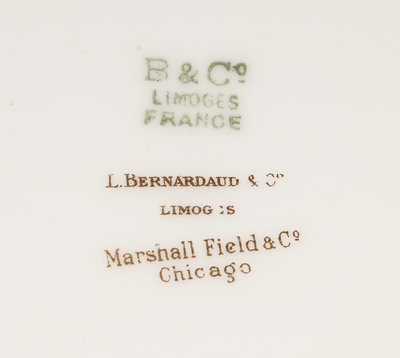 B & Cº
LIMOGES
FRANCE
L. BERNARDAUD & Cº
LIMOGES
Marshall Field & Cº
Chicago